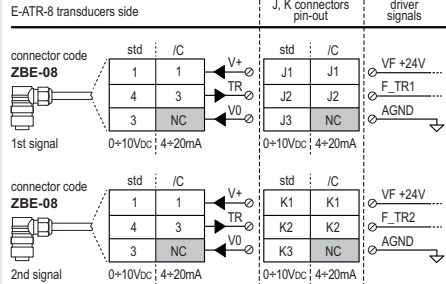 E-ATR-8 transducers side
J, K connectors
pin-out
driver
signals
connector code
ZBE-08
1st signal
std /C
1 1 V+
4 3 TR
3 NC V0
0÷10VDC 4÷20mA
std /C
J1 J1
J2 J2
J3 NC
0÷10VDC 4÷20mA
VF +24V
F_TR1
AGND
connector code
ZBE-08
2nd signal
std /C
1 1 V+
4 3 TR
3 NC V0
0÷10VDC 4÷20mA
std /C
K1 K1
K2 K2
K3 NC
0÷10VDC 4÷20mA
VF +24V
F_TR2
AGND